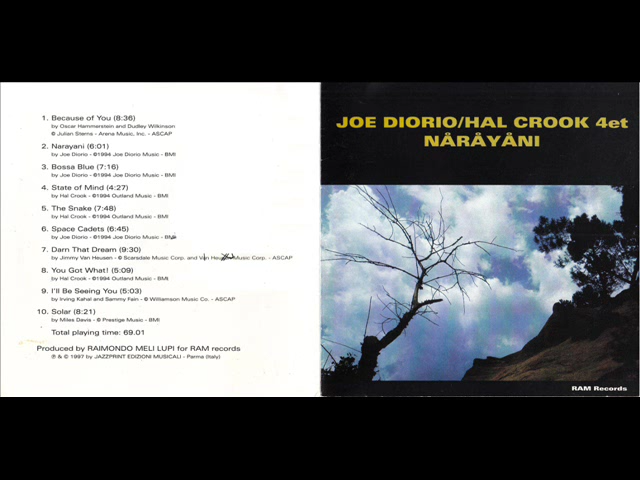 1. Because of You (8:36)
by Oscar Hammerstein and Dudley Wilkinson
© Julian Sterns - Arena Music, Inc. - ASCAP
2. Narayani (6:01)
by Joe Diorio - ©1994 Joe Diorio Music - BMI
3. Bossa Blue (7:16)
by Joe Diorio - ©1994 Joe Diorio Music - BMI
4. State of Mind (4:27)
by Hal Crook - ©1994 Outland Music - BMI
5. The Snake (7:48)
by Hal Crook - ©1994 Outland Music - BMI
6. Space Cadets (6:45)
by Joe Diorio - ©1994 Joe Diorio Music - BMI
7. Darn That Dream (9:30)
by Jimmy Van Heusen - © Scarsdale Music Corp. and Van Music Corp. - ASCAP
8. You Got What! (5:09)
by Hal Crook - ©1994 Outland Music - BMI
9. I'll Be Seeing You (5:03)
by Irving Kahal and Sammy Fein - © Williamson Music Co. - ASCAP
10. Solar (8:21)
by Miles Davis - © Prestige Music - BMI
Total playing time: 69.01
Produced by RAIMONDO MELI LUPI for RAM records
℗ & © 1997 by JAZZPRINT EDIZIONI MUSICALI - Parma (Italy)
JOE DIORIO/HAL CROOK 4et
NÅRÅYÅNI
RAM Records